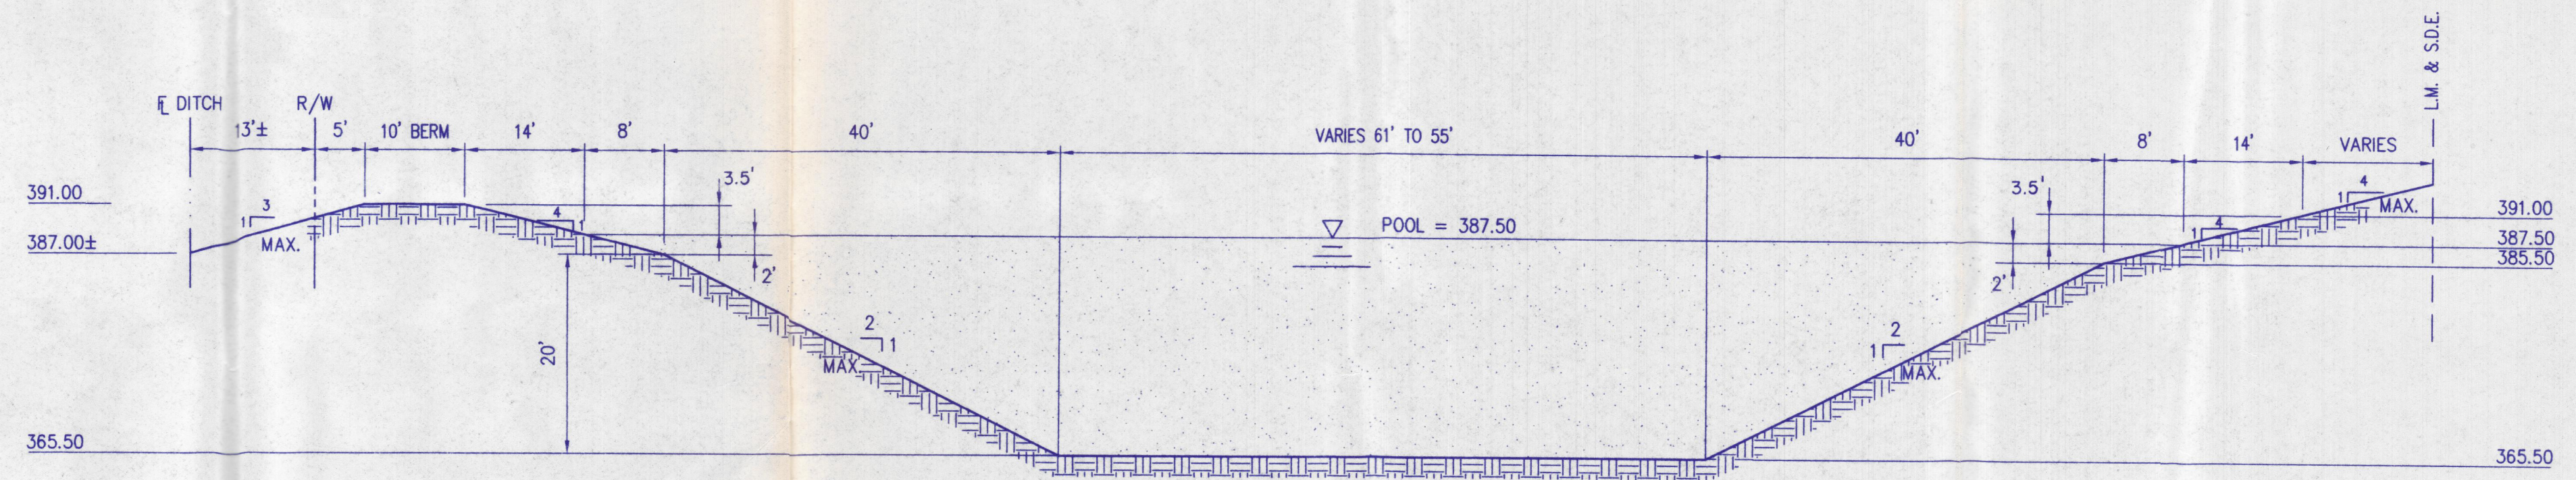 L.M. & S.D.E.
FL DITCH
R/W
13'±
5'
10' BERM
14'
8'
40'
VARIES 61' TO 55'
40'
8'
14'
VARIES
391.00
3
1
MAX.
387.00±
4
1
3.5'
2'
POOL = 387.50
3.5'
2'
4
1
4
1
MAX.
391.00
387.50
385.50
20'
2
1
MAX.
2
1
MAX.
365.50
365.50